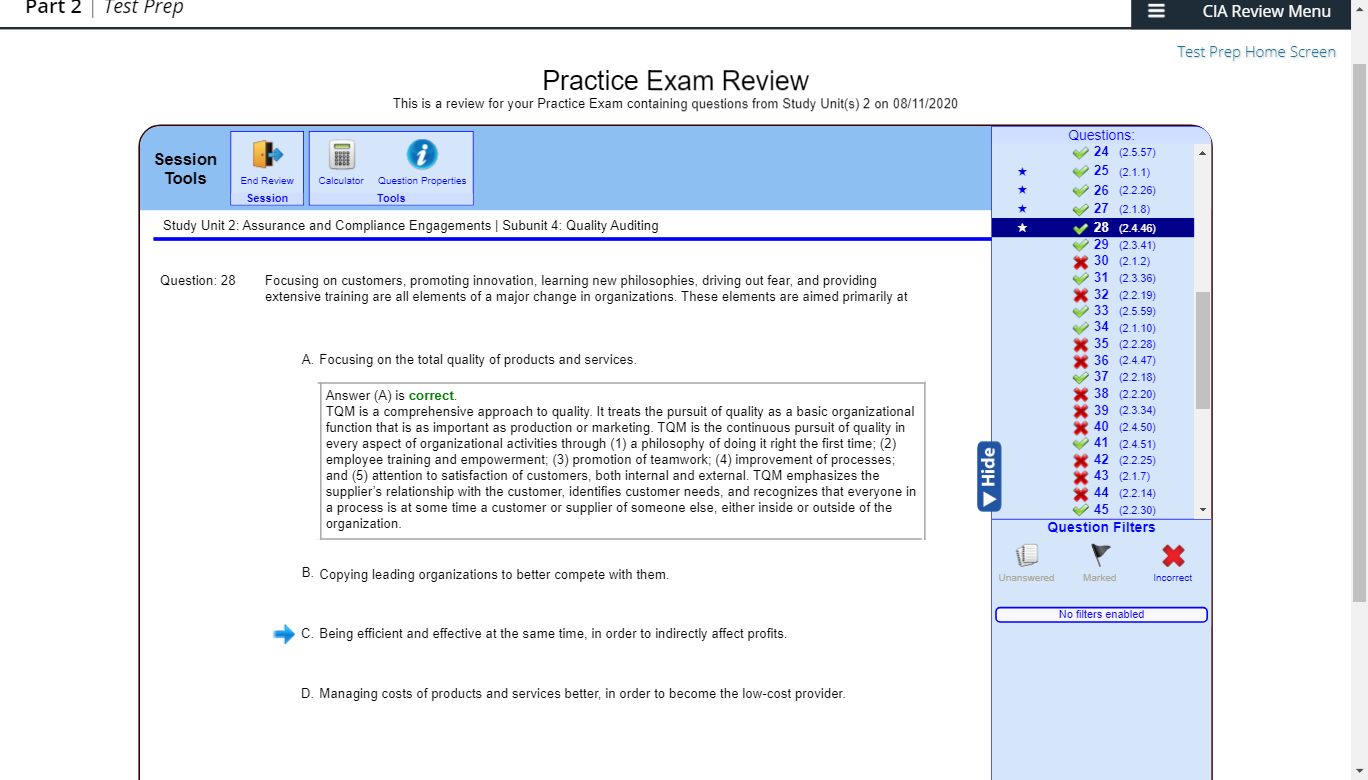 Part 2 | Test Prep
CIA Review Menu
Test Prep Home Screen
Practice Exam Review
This is a review for your Practice Exam containing questions from Study Unit(s) 2 on 08/11/2020
Session
Tools
End Review
Session
Calculator
Question Properties
Tools
Study Unit 2: Assurance and Compliance Engagements | Subunit 4: Quality Auditing
Question: 28
Focusing on customers, promoting innovation, learning new philosophies, driving out fear, and providing
extensive training are all elements of a major change in organizations. These elements are aimed primarily at
A. Focusing on the total quality of products and services.
Answer (A) is correct.
TQM is a comprehensive approach to quality. It treats the pursuit of quality as a basic organizational
function that is as important as production or marketing. TQM is the continuous pursuit of quality in
every aspect of organizational activities through (1) a philosophy of doing it right the first time; (2)
employee training and empowerment; (3) promotion of teamwork; (4) improvement of processes;
and (5) attention to satisfaction of customers, both internal and external. TQM emphasizes the
supplier's relationship with the customer, identifies customer needs, and recognizes that everyone in
a process is at some time a customer or supplier of someone else, either inside or outside of the
organization.
B. Copying leading organizations to better compete with them.
C. Being efficient and effective at the same time, in order to indirectly affect profits.
D. Managing costs of products and services better, in order to become the low-cost provider.
Hide
Questions:
24 (2.5.57)
25 (2.1.1)
26 (2.2.26)
27 (2.1.8)
28 (2.4.46)
29 (2.3.41)
30 (2.1.2)
31 (2.3.36)
32 (2.2.19)
33 (2.5.59)
34 (2.1.10)
35 (2.2.28)
36 (2.4.47)
37 (2.2.18)
38 (2.2.20)
39 (2.3.34)
40 (2.4.50)
41 (2.4.51)
42 (2.2.25)
43 (2.1.7)
44 (2.2.14)
45 (2.2.30)
Question Filters
Unanswered
Marked
Incorrect
No filters enabled